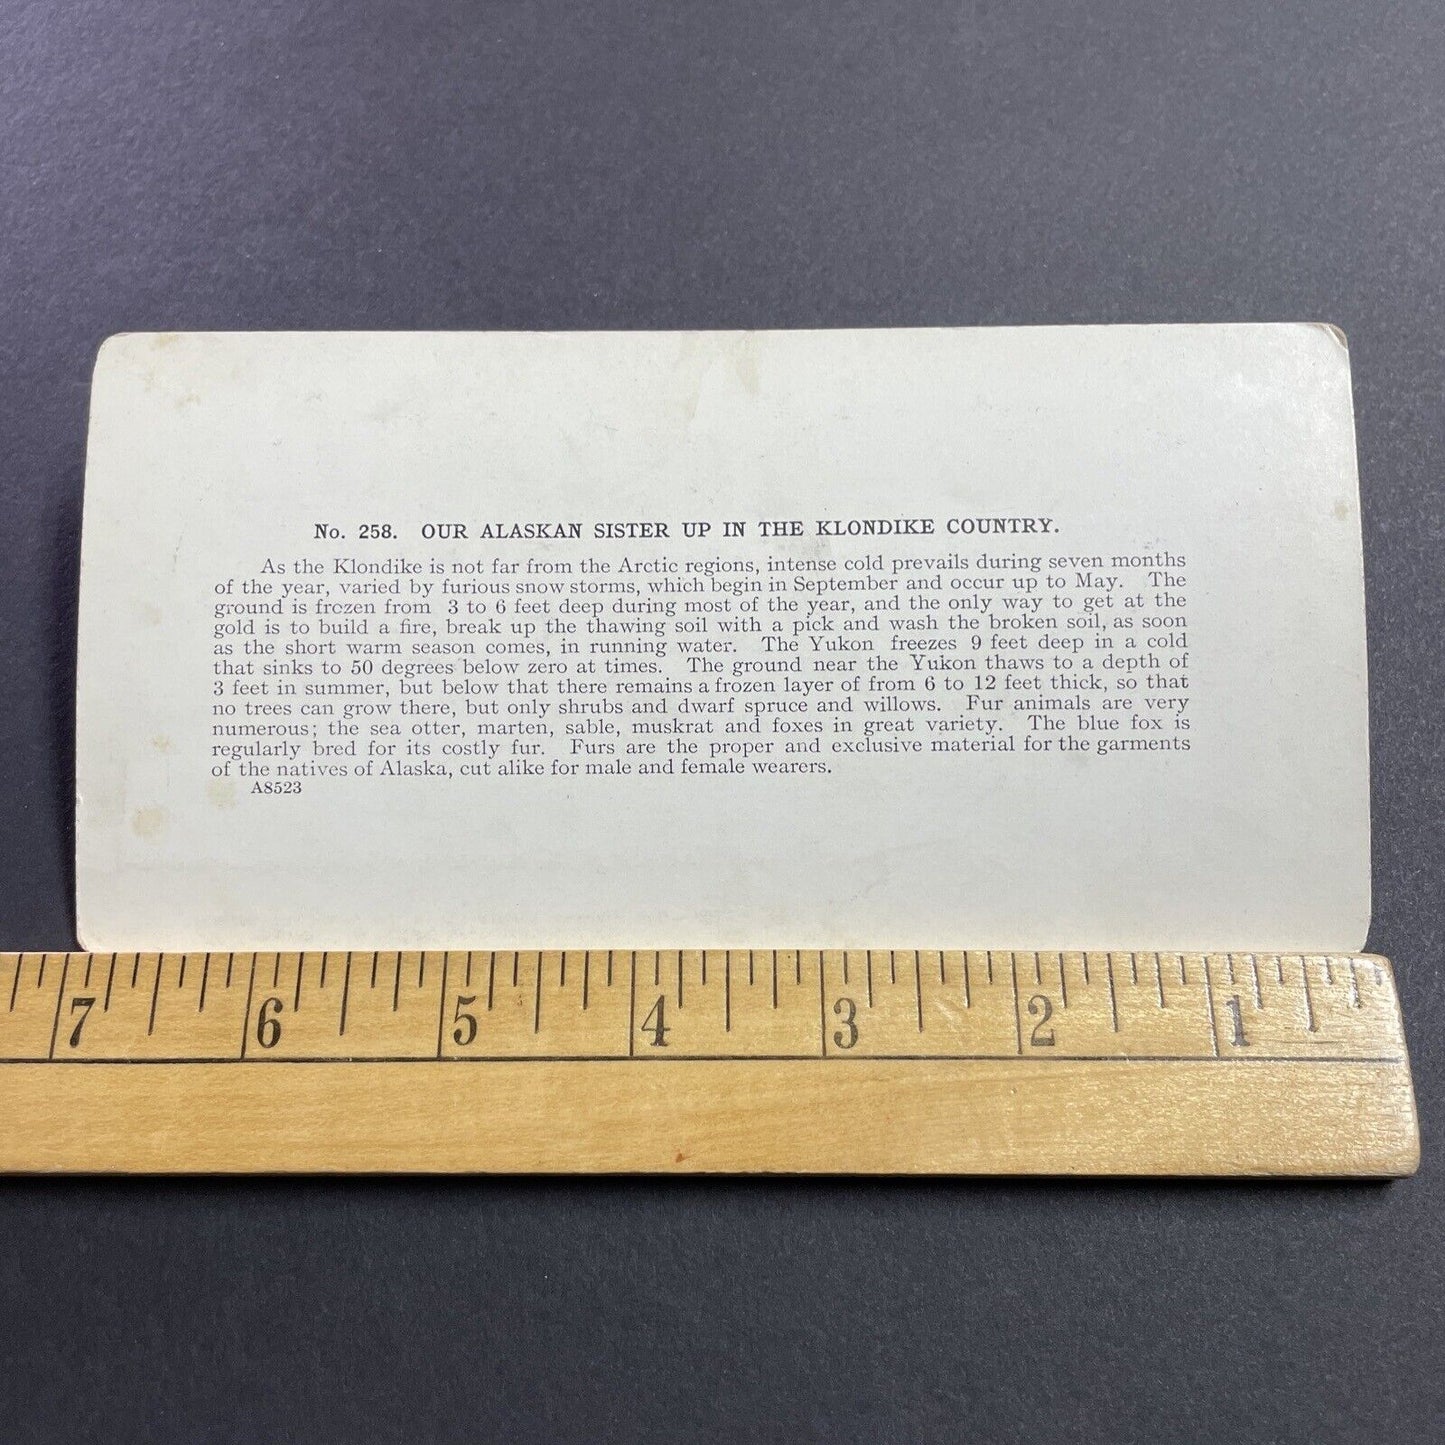 No. 258. OUR ALASKAN SISTER UP IN THE KLONDIKE COUNTRY.
As the Klondike is not far from the Arctic regions, intense cold prevails during seven months
of the year, varied by furious snow storms, which begin in September and occur up to May. The
ground is frozen from 3 to 6 feet deep during most of the year, and the only way to get at the
gold is to build a fire, break up the thawing soil with a pick and wash the broken soil, as soon
as the short warm season comes, in running water. The Yukon freezes 9 feet deep in a cold
that sinks to 50 degrees below zero at times. The ground near the Yukon thaws to a depth of
3 feet in summer, but below that there remains a frozen layer of from 6 to 12 feet thick, so that
no trees can grow there, but only shrubs and dwarf spruce and willows. Fur animals are very
numerous; the sea otter, marten, sable, muskrat and foxes in great variety. The blue fox is
regularly bred for its costly fur. Furs are the proper and exclusive material for the garments
of the natives of Alaska, cut alike for male and female wearers.
A8523
7 6 5 4 3 2 1